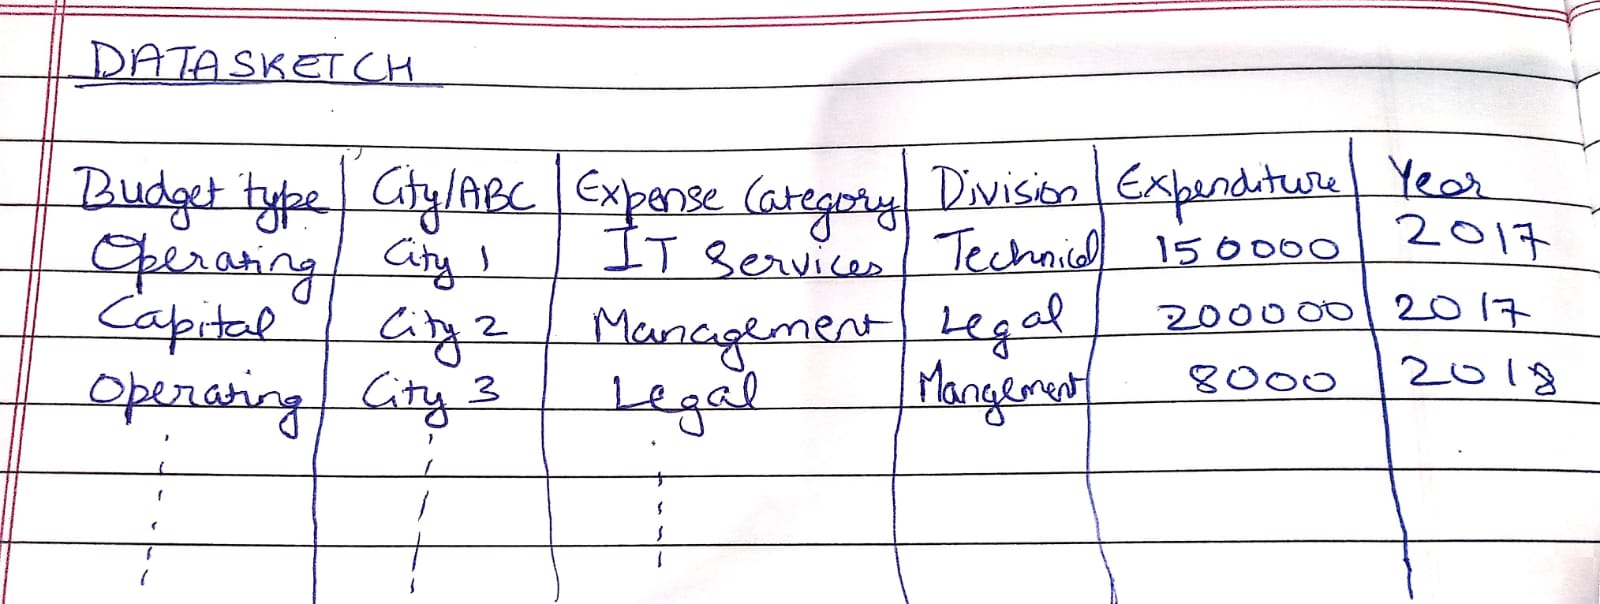 DATASKETCH
Budget type City/ABC Expense Category Division Expenditure Year
Operating City 1 IT Services Technical 150000 2017
Capital City 2 Management Legal 200000 2017
Operating City 3 Legal Mangement 8000 2018